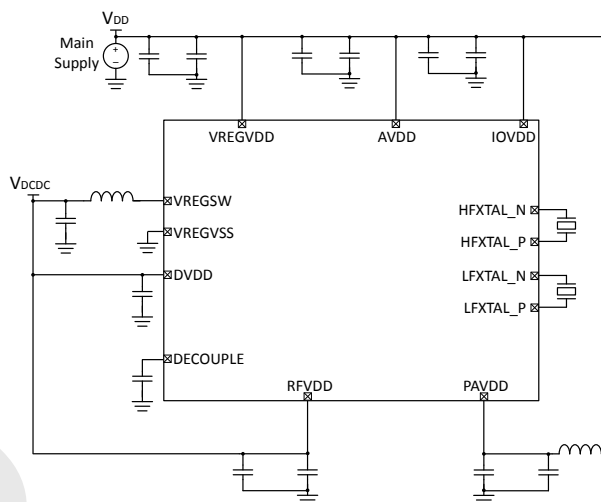 VDD
Main
Supply
+
−
VREGVDD
AVDD
IOVDD
VDCDC
VREGSW
HFXTAL_N
VREGVSS
HFXTAL_P
DVDD
LFXTAL_N
LFXTAL_P
DECOUPLE
RFVDD
PAVDD